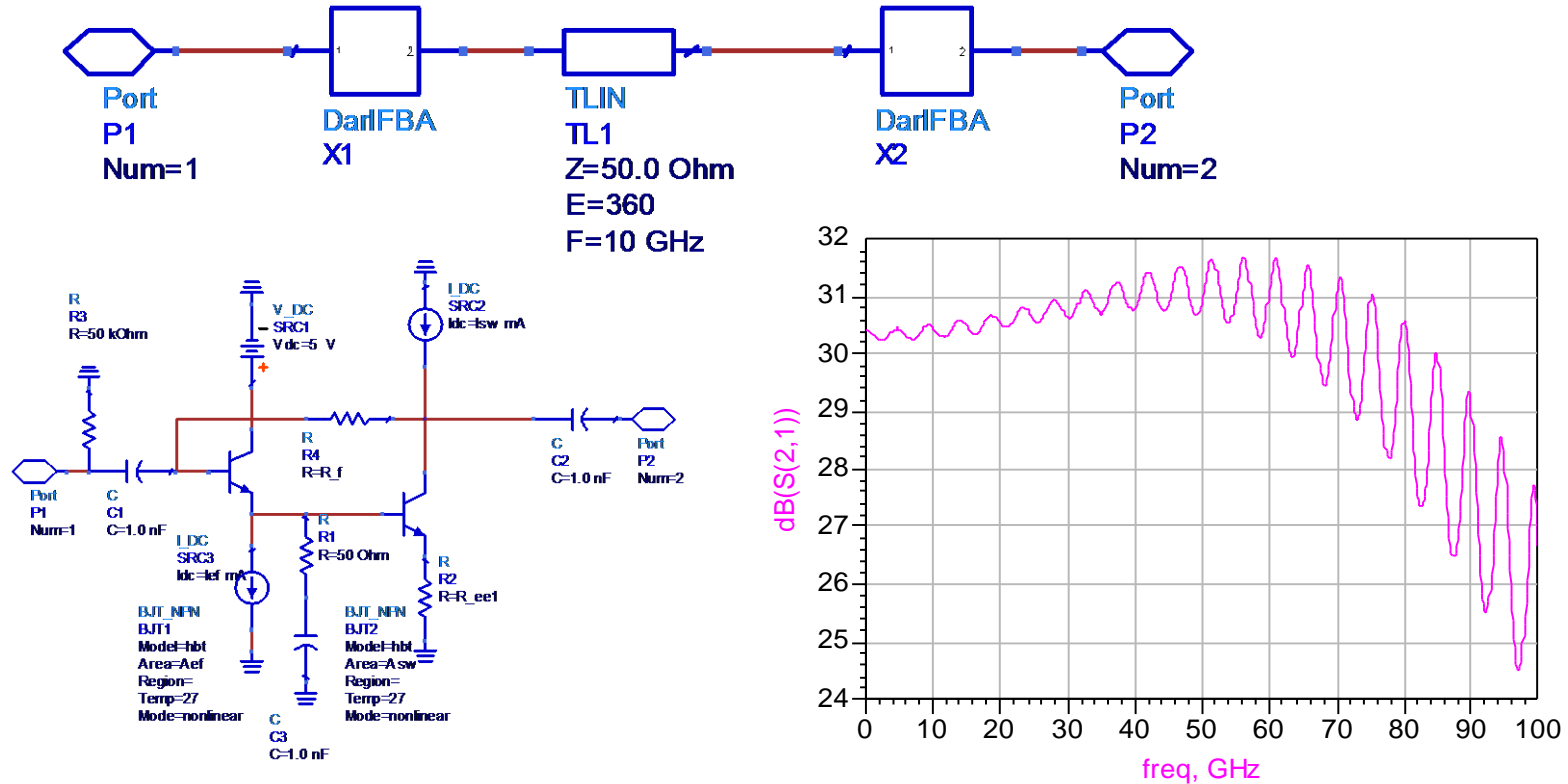 1 2
1 2
Port
P1
Num=1
DarlFBA
X1
TLIN
TL1
Z=50.0 Ohm
E=360
F=10 GHz
DarlFBA
X2
Port
P2
Num=2
R
R3
R=50 kOhm
V_DC
SRC1
Vdc=5 V
-
+
I_DC
SRC2
Idc=Isw mA
R
R4
R=R_f
C
C2
C=1.0 nF
Port
P2
Num=2
Port
P1
Num=1
C
C1
C=1.0 nF
I_DC
SRC3
Idc=Ief mA
R
R1
R=50 Ohm
R
R2
R=R_ee1
BJT_NPN
BJT1
Model=hbt
Area=Aef
Region=
Temp=27
Mode=nonlinear
C
C3
C=1.0 nF
BJT_NPN
BJT2
Model=hbt
Area=Asw
Region=
Temp=27
Mode=nonlinear
dB(S(2,1))
32
31
30
29
28
27
26
25
24
0 10 20 30 40 50 60 70 80 90 100
freq, GHz